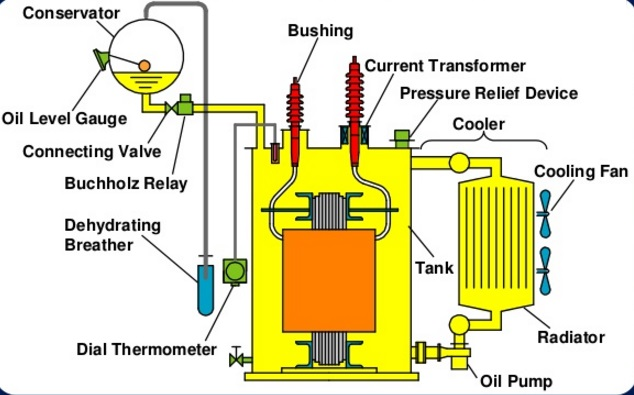 Conservator
Bushing
Current Transformer
Pressure Relief Device
Cooler
Oil Level Gauge
Connecting Valve
Buchholz Relay
Cooling Fan
Dehydrating
Breather
Tank
Dial Thermometer
Radiator
Oil Pump